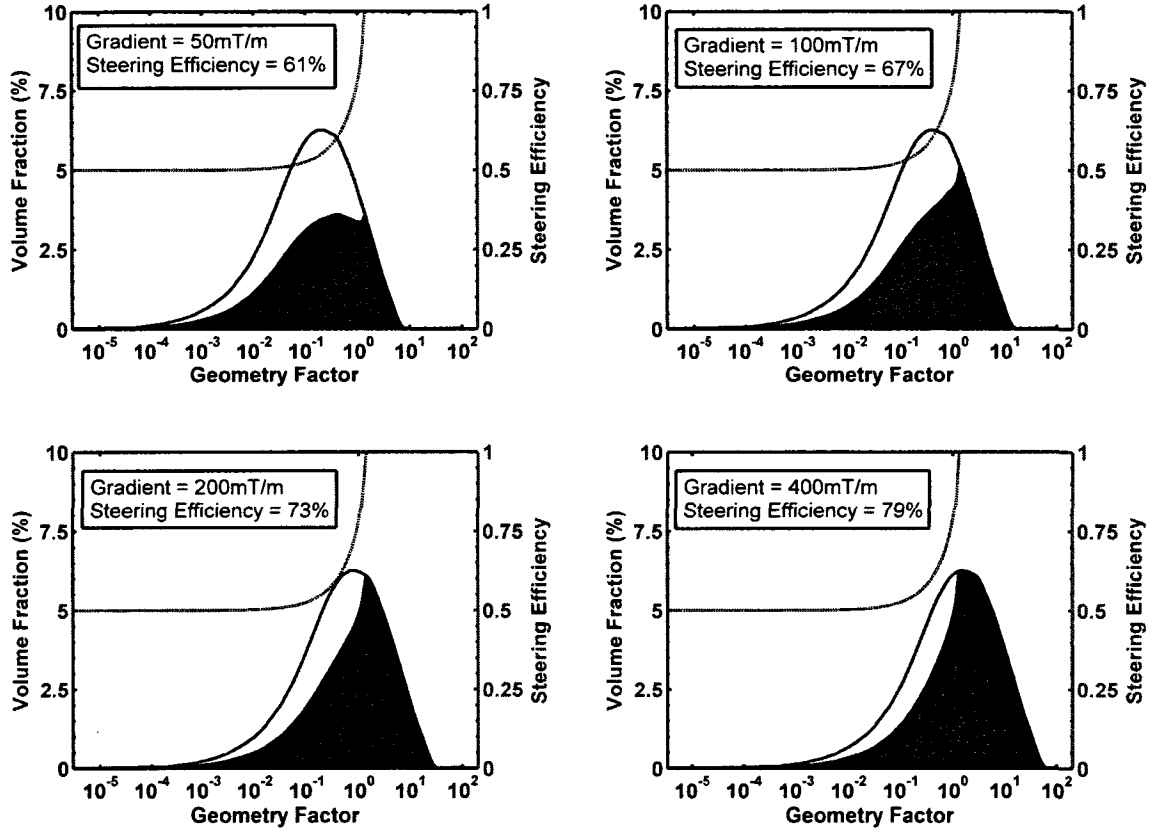 Gradient = 50mT/m
Steering Efficiency = 61%
10
7.5
5
2.5
0
Volume Fraction (%)
1
0.75
0.5
0.25
0
Steering Efficiency
10^-5 10^-4 10^-3 10^-2 10^-1 10^0 10^1 10^2
Geometry Factor
Gradient = 100mT/m
Steering Efficiency = 67%
10
7.5
5
2.5
0
Volume Fraction (%)
1
0.75
0.5
0.25
0
Steering Efficiency
10^-5 10^-4 10^-3 10^-2 10^-1 10^0 10^1 10^2
Geometry Factor
Gradient = 200mT/m
Steering Efficiency = 73%
10
7.5
5
2.5
0
Volume Fraction (%)
1
0.75
0.5
0.25
0
Steering Efficiency
10^-5 10^-4 10^-3 10^-2 10^-1 10^0 10^1 10^2
Geometry Factor
Gradient = 400mT/m
Steering Efficiency = 79%
10
7.5
5
2.5
0
Volume Fraction (%)
1
0.75
0.5
0.25
0
Steering Efficiency
10^-5 10^-4 10^-3 10^-2 10^-1 10^0 10^1 10^2
Geometry Factor